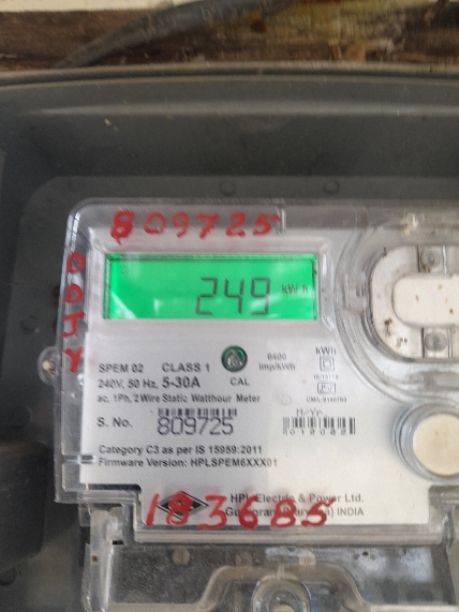 809725
249 kWh
SPEM 02 CLASS 1
240V, 50 Hz, 5-30A CAL
6400
imp/kWh
kWh
ac, 1Ph, 2Wire Static Watthour Meter
M/Yr.
S. No. 809725
Category C3 as per IS 15959:2011
Firmware Version: HPLSPEM6XXX01
HPL Electric & Power Ltd.
INDIA
183685